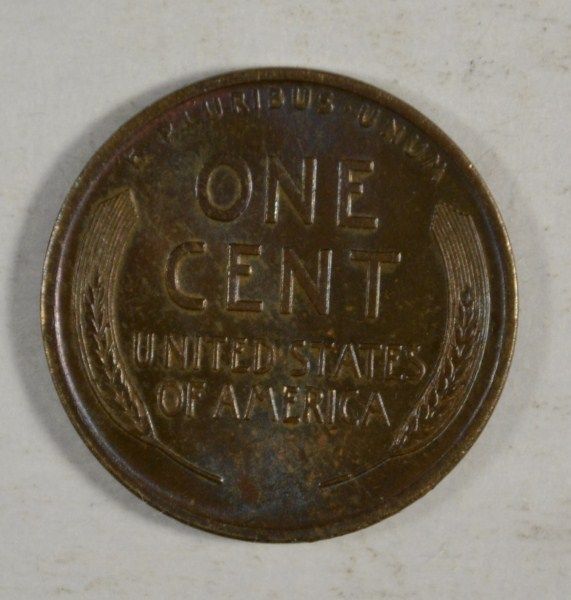 E · PLURIBUS · UNUM
ONE
CENT
UNITED STATES
OF AMERICA